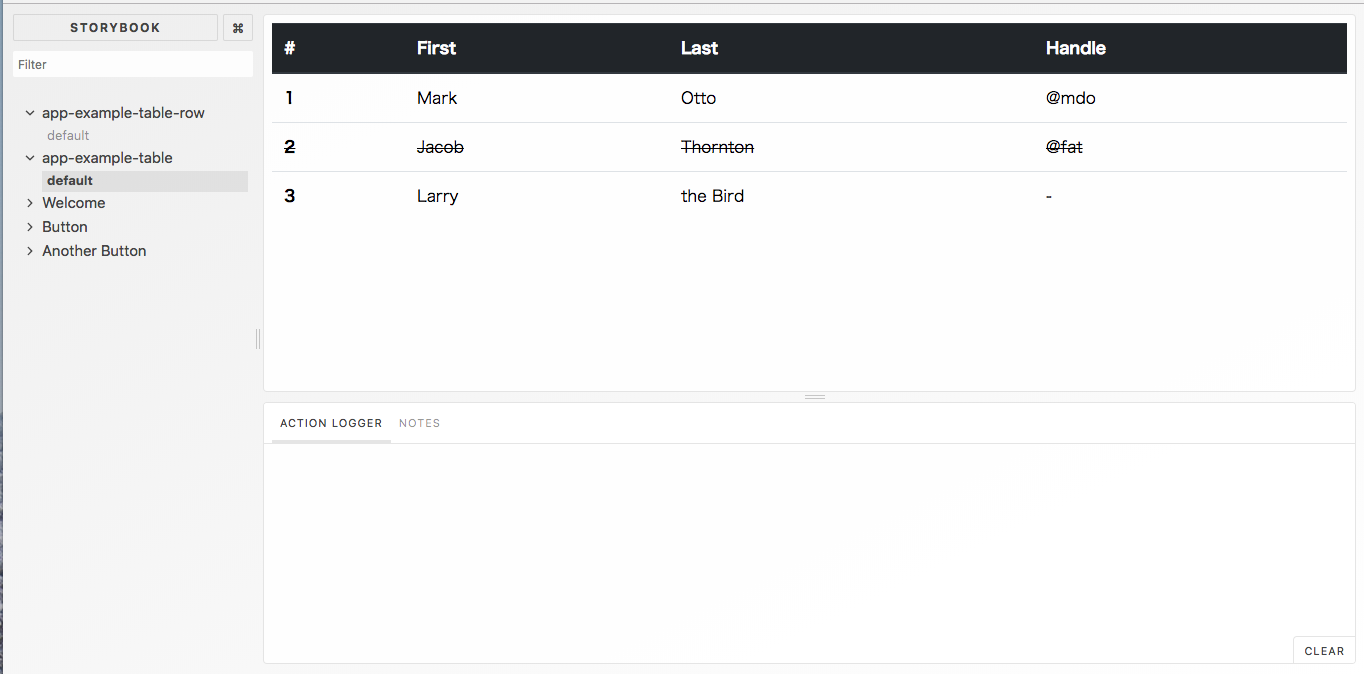 STORYBOOK ⌘
Filter
app-example-table-row
default
app-example-table
default
Welcome
Button
Another Button
# First Last Handle
1 Mark Otto @mdo
2 Jacob Thornton @fat
3 Larry the Bird -
ACTION LOGGER NOTES
CLEAR